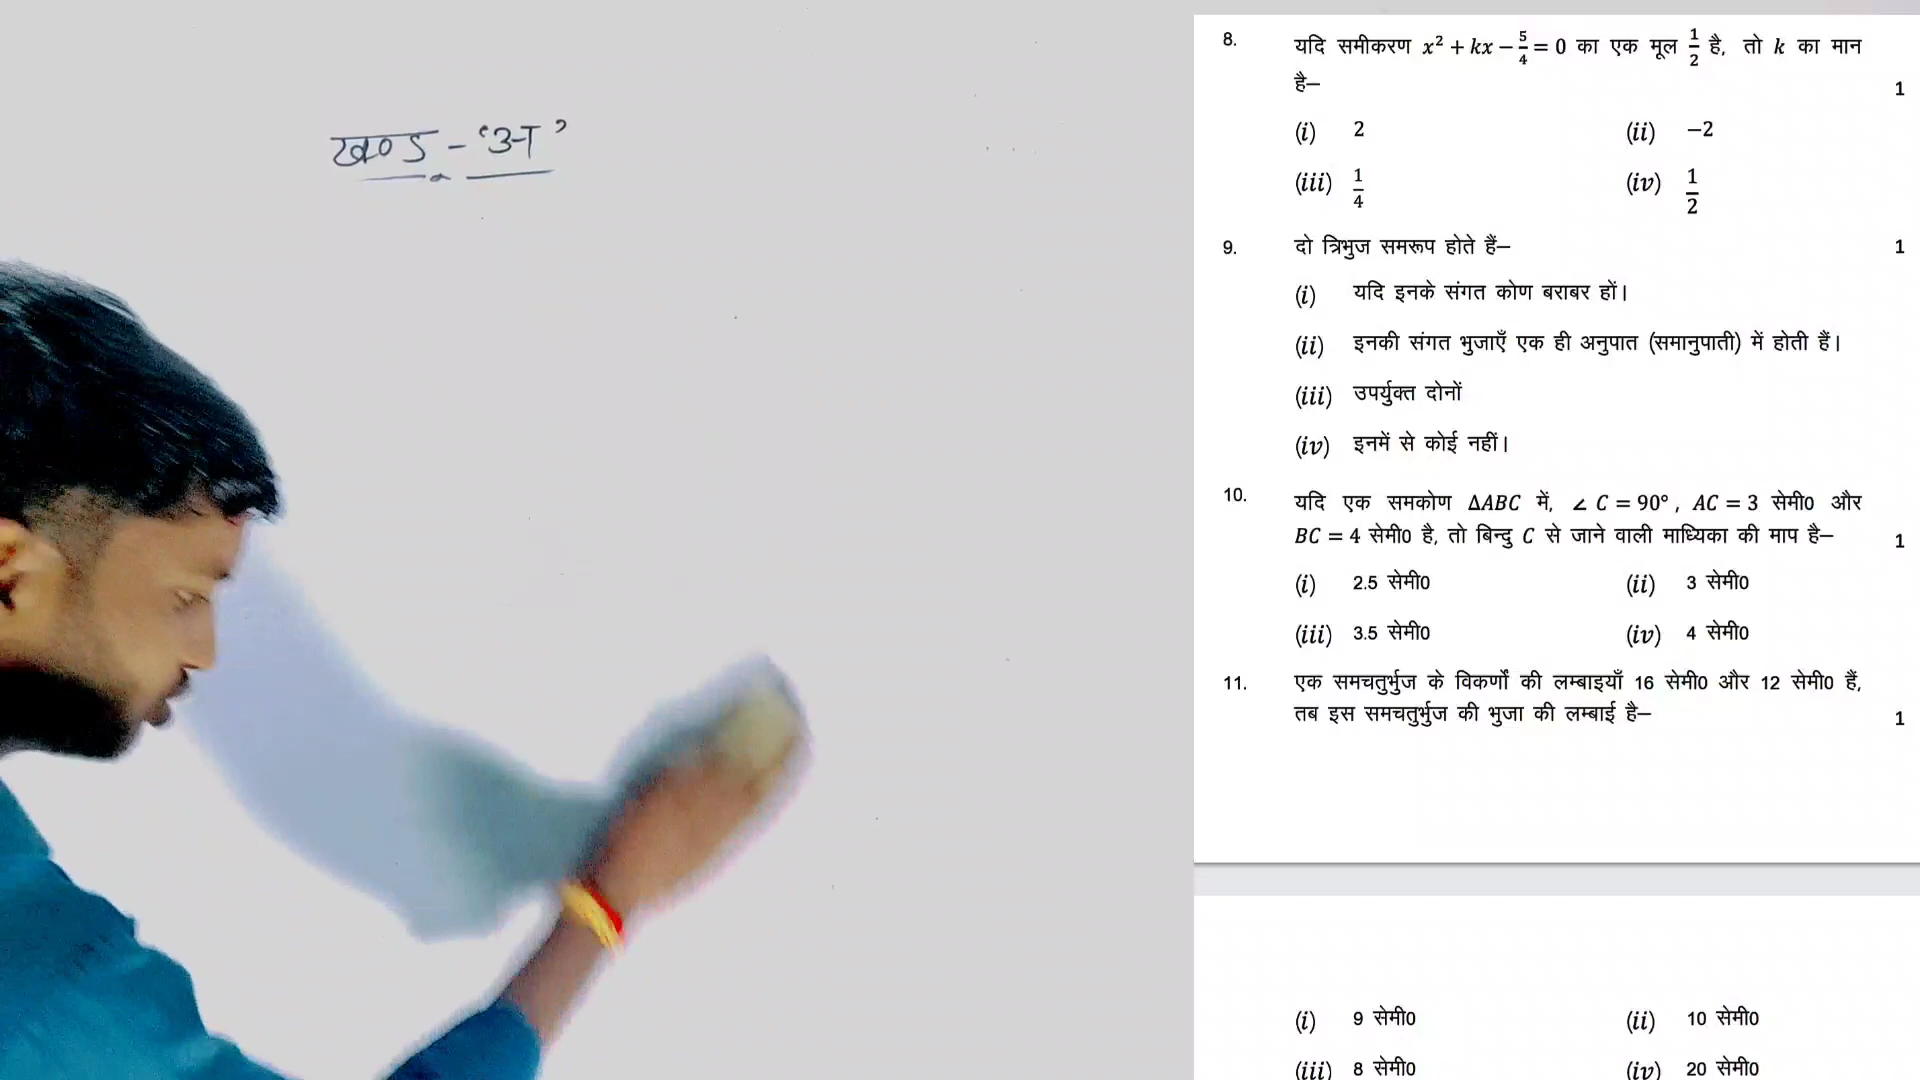 खण्ड - 'अ'
8. यदि समीकरण x² + kx − 5/4 = 0 का एक मूल 1/2 है, तो k का मान
है–
1
(i) 2 (ii) −2
(iii) 1/4 (iv) 1/2
9. दो त्रिभुज समरूप होते हैं– 1
(i) यदि इनके संगत कोण बराबर हों।
(ii) इनकी संगत भुजाएँ एक ही अनुपात (समानुपाती) में होती हैं।
(iii) उपर्युक्त दोनों
(iv) इनमें से कोई नहीं।
10. यदि एक समकोण ΔABC में, ∠ C = 90°, AC = 3 सेमी0 और
BC = 4 सेमी0 है, तो बिन्दु C से जाने वाली माध्यिका की माप है– 1
(i) 2.5 सेमी0 (ii) 3 सेमी0
(iii) 3.5 सेमी0 (iv) 4 सेमी0
11. एक समचतुर्भुज के विकर्णों की लम्बाइयाँ 16 सेमी0 और 12 सेमी0 हैं,
तब इस समचतुर्भुज की भुजा की लम्बाई है– 1
(i) 9 सेमी0 (ii) 10 सेमी0
(iii) 8 सेमी0 (iv) 20 सेमी0